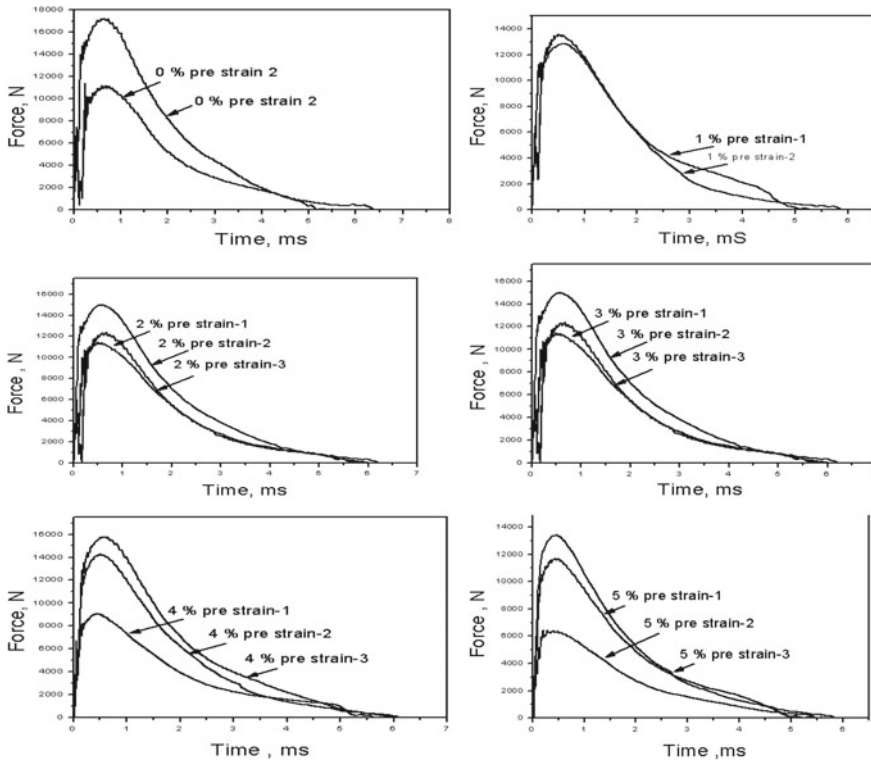 18000
16000
14000
12000
10000
8000
6000
4000
2000
0
Force, N
0 % pre strain 2
0 % pre strain 2
0 1 2 3 4 5 6 7 8
Time, ms
14000
12000
10000
8000
6000
4000
2000
0
Force, N
1 % pre strain-1
1 % pre strain-2
0 1 2 3 4 5 6
Time, mS
16000
14000
12000
10000
8000
6000
4000
2000
0
Force, N
2 % pre strain-1
2 % pre strain-2
2 % pre strain-3
0 1 2 3 4 5 6 7
Time, ms
16000
14000
12000
10000
8000
6000
4000
2000
0
Force, N
3 % pre strain-1
3 % pre strain-2
3 % pre strain-3
0 1 2 3 4 5 6 7
Time, ms
16000
14000
12000
10000
8000
6000
4000
2000
0
Force , N
4 % pre strain-1
4 % pre strain-2
4 % pre strain-3
0 1 2 3 4 5 6 7
Time , ms
14000
12000
10000
8000
6000
4000
2000
0
Force , N
5 % pre strain-1
5 % pre strain-2
5 % pre strain-3
0 1 2 3 4 5 6
Time ,ms